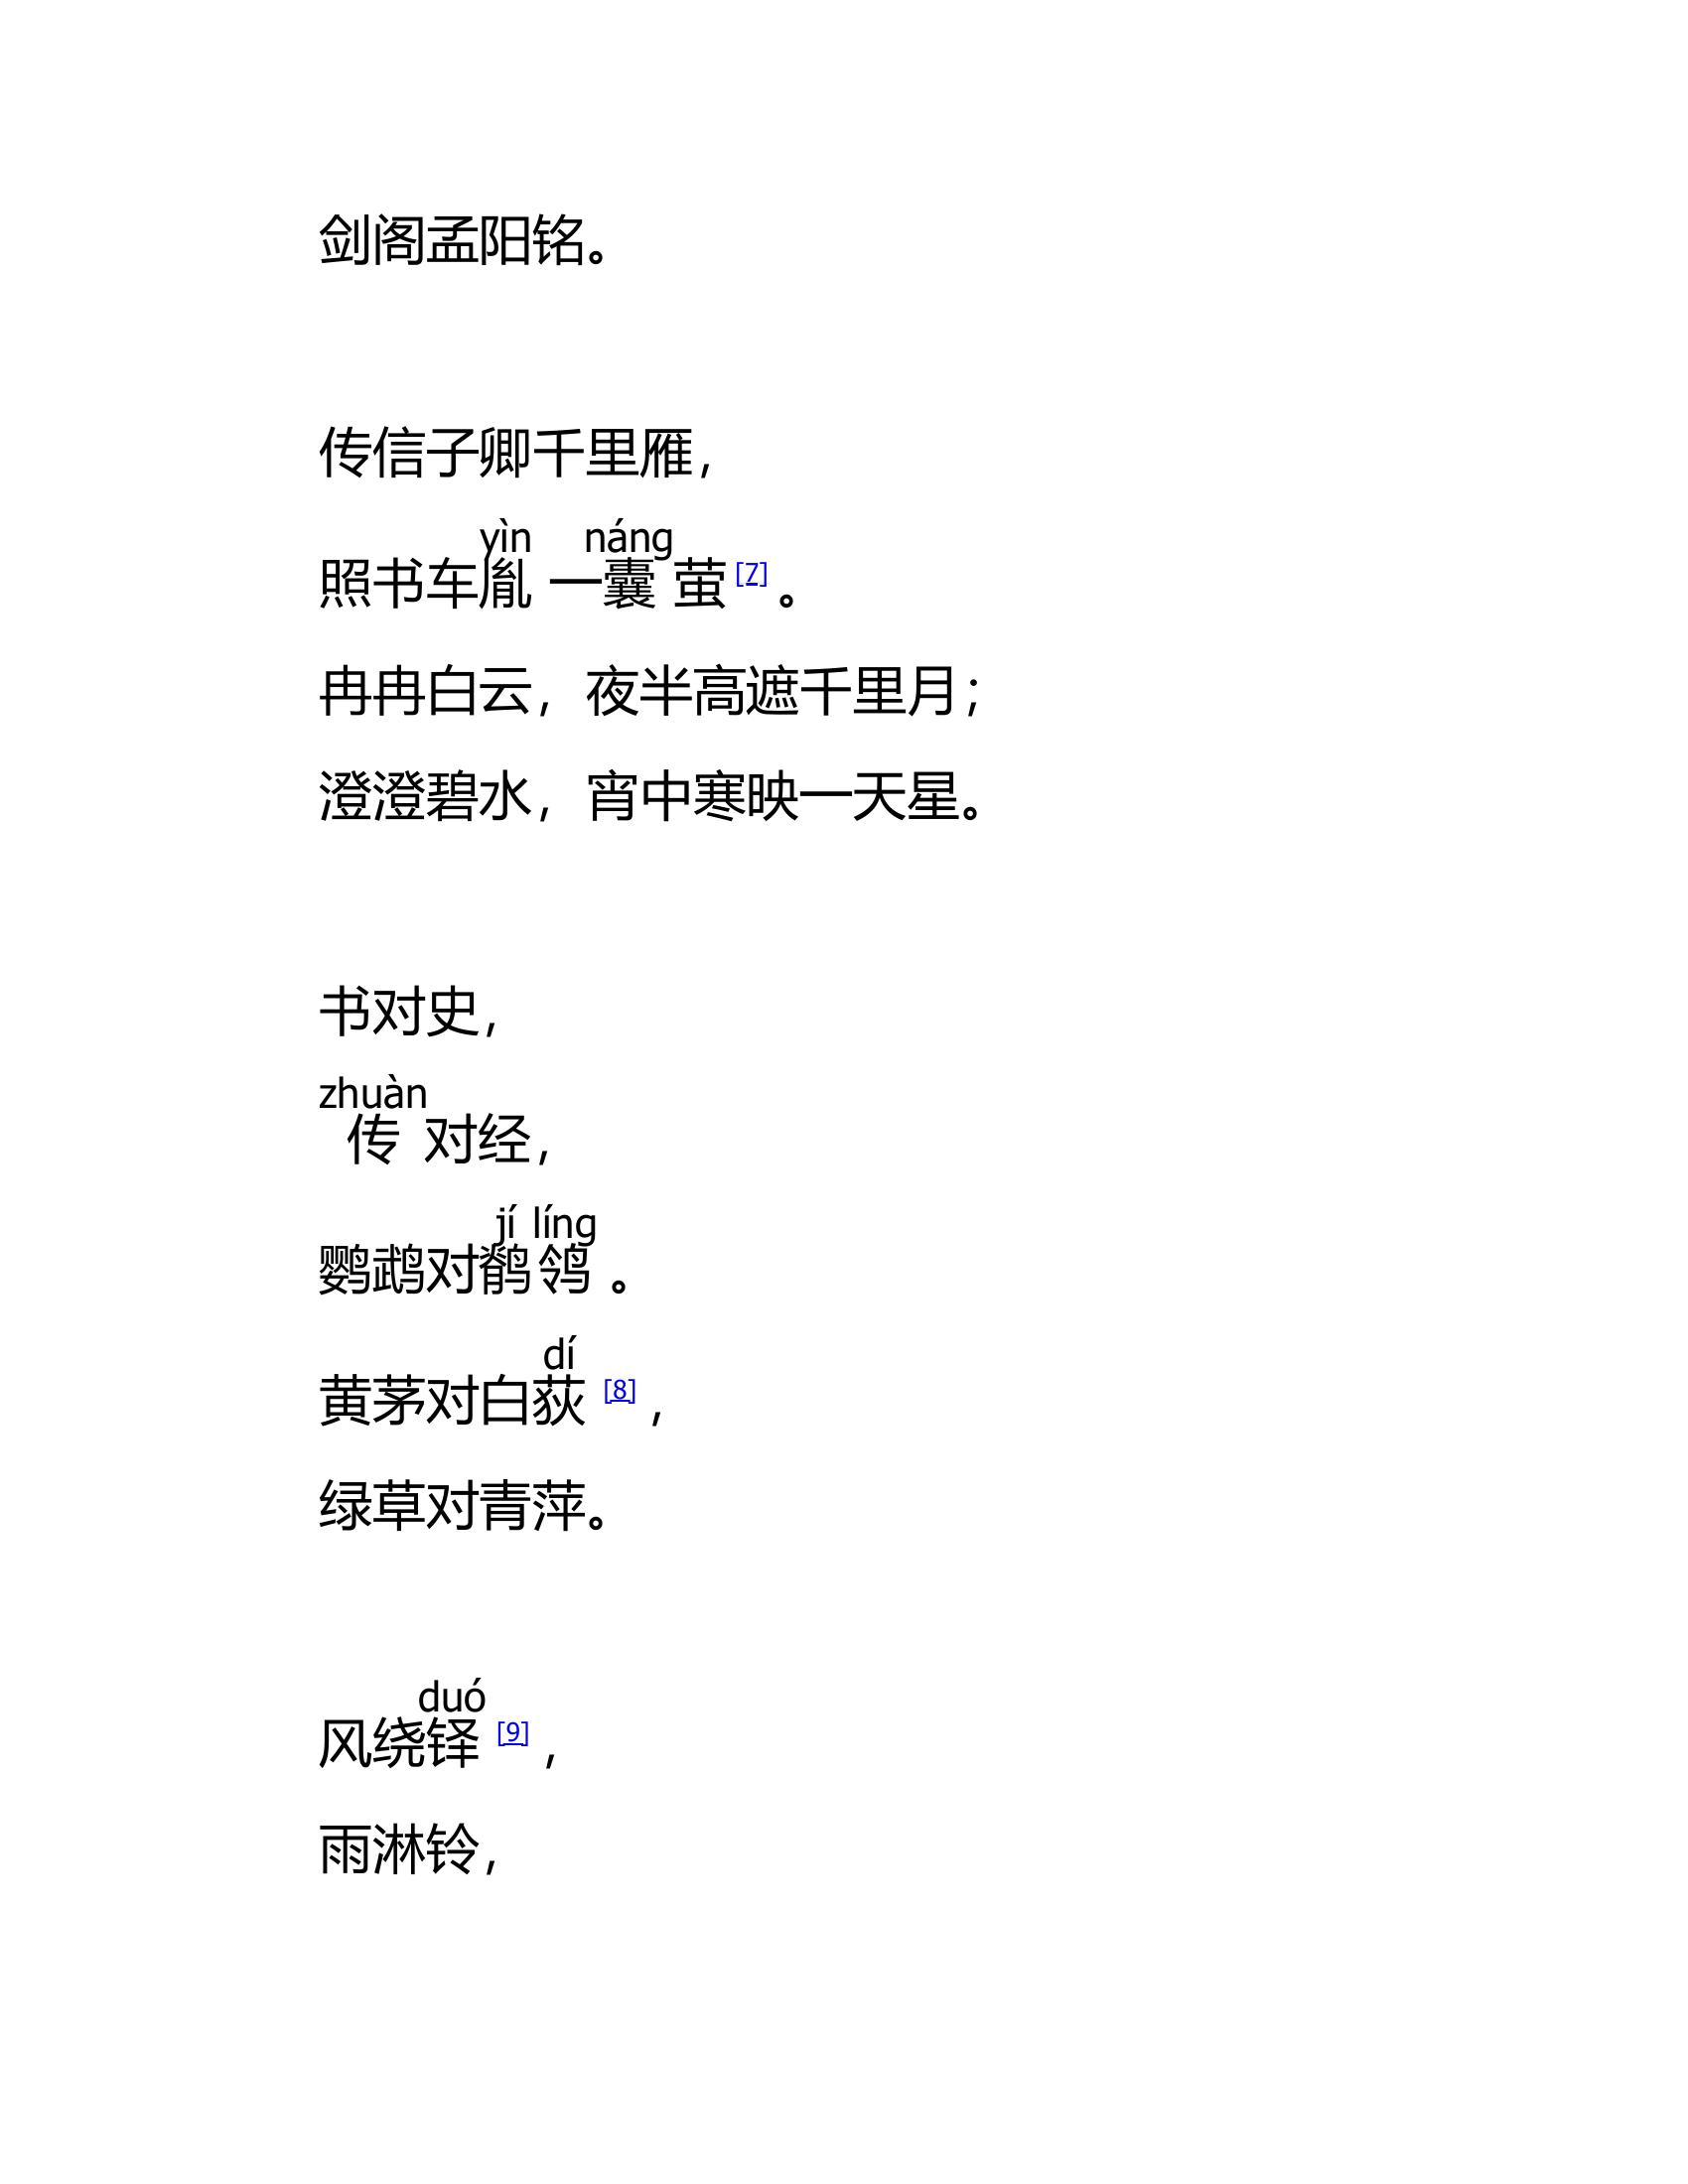 剑阁孟阳铭。
传信子卿千里雁，
yìn náng
照书车胤 一囊 萤[7]。
冉冉白云，夜半高遮千里月；
澄澄碧水，宵中寒映一天星。
书对史，
zhuàn
传 对经，
jí líng
鹦鹉对鹡 鸰 。
dí
黄茅对白荻 [8]，
绿草对青萍。
duó
风绕铎 [9]，
雨淋铃，